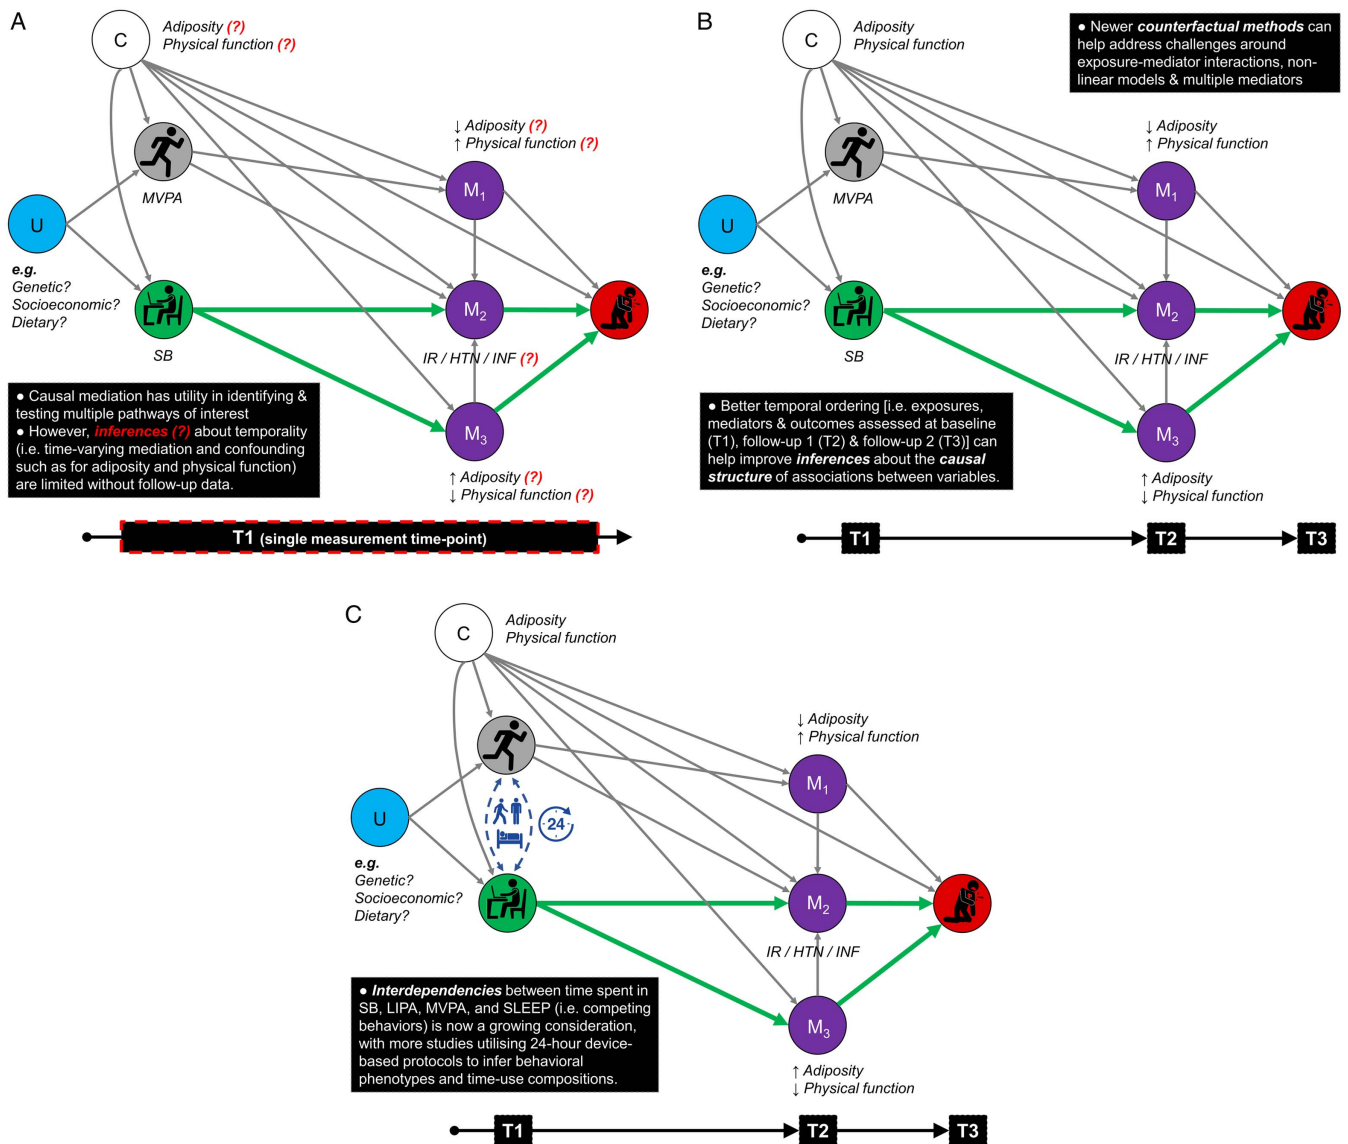 A
C
Adiposity (?)
Physical function (?)
MVPA
U
e.g.
Genetic?
Socioeconomic?
Dietary?
SB
↓ Adiposity (?)
↑ Physical function (?)
M1
M2
IR / HTN / INF (?)
M3
↑ Adiposity (?)
↓ Physical function (?)
● Causal mediation has utility in identifying &
testing multiple pathways of interest
● However, inferences (?) about temporality
(i.e. time-varying mediation and confounding
such as for adiposity and physical function)
are limited without follow-up data.
T1 (single measurement time-point)
B
C
Adiposity
Physical function
● Newer counterfactual methods can
help address challenges around
exposure-mediator interactions, non-
linear models & multiple mediators
MVPA
U
e.g.
Genetic?
Socioeconomic?
Dietary?
SB
↓ Adiposity
↑ Physical function
M1
M2
IR / HTN / INF
M3
↑ Adiposity
↓ Physical function
● Better temporal ordering [i.e. exposures,
mediators & outcomes assessed at baseline
(T1), follow-up 1 (T2) & follow-up 2 (T3)] can
help improve inferences about the causal
structure of associations between variables.
T1 T2 T3
C
C
Adiposity
Physical function
U
e.g.
Genetic?
Socioeconomic?
Dietary?
24
↓ Adiposity
↑ Physical function
M1
M2
IR / HTN / INF
M3
↑ Adiposity
↓ Physical function
● Interdependencies between time spent in
SB, LIPA, MVPA, and SLEEP (i.e. competing
behaviors) is now a growing consideration,
with more studies utilising 24-hour device-
based protocols to infer behavioral
phenotypes and time-use compositions.
T1 T2 T3